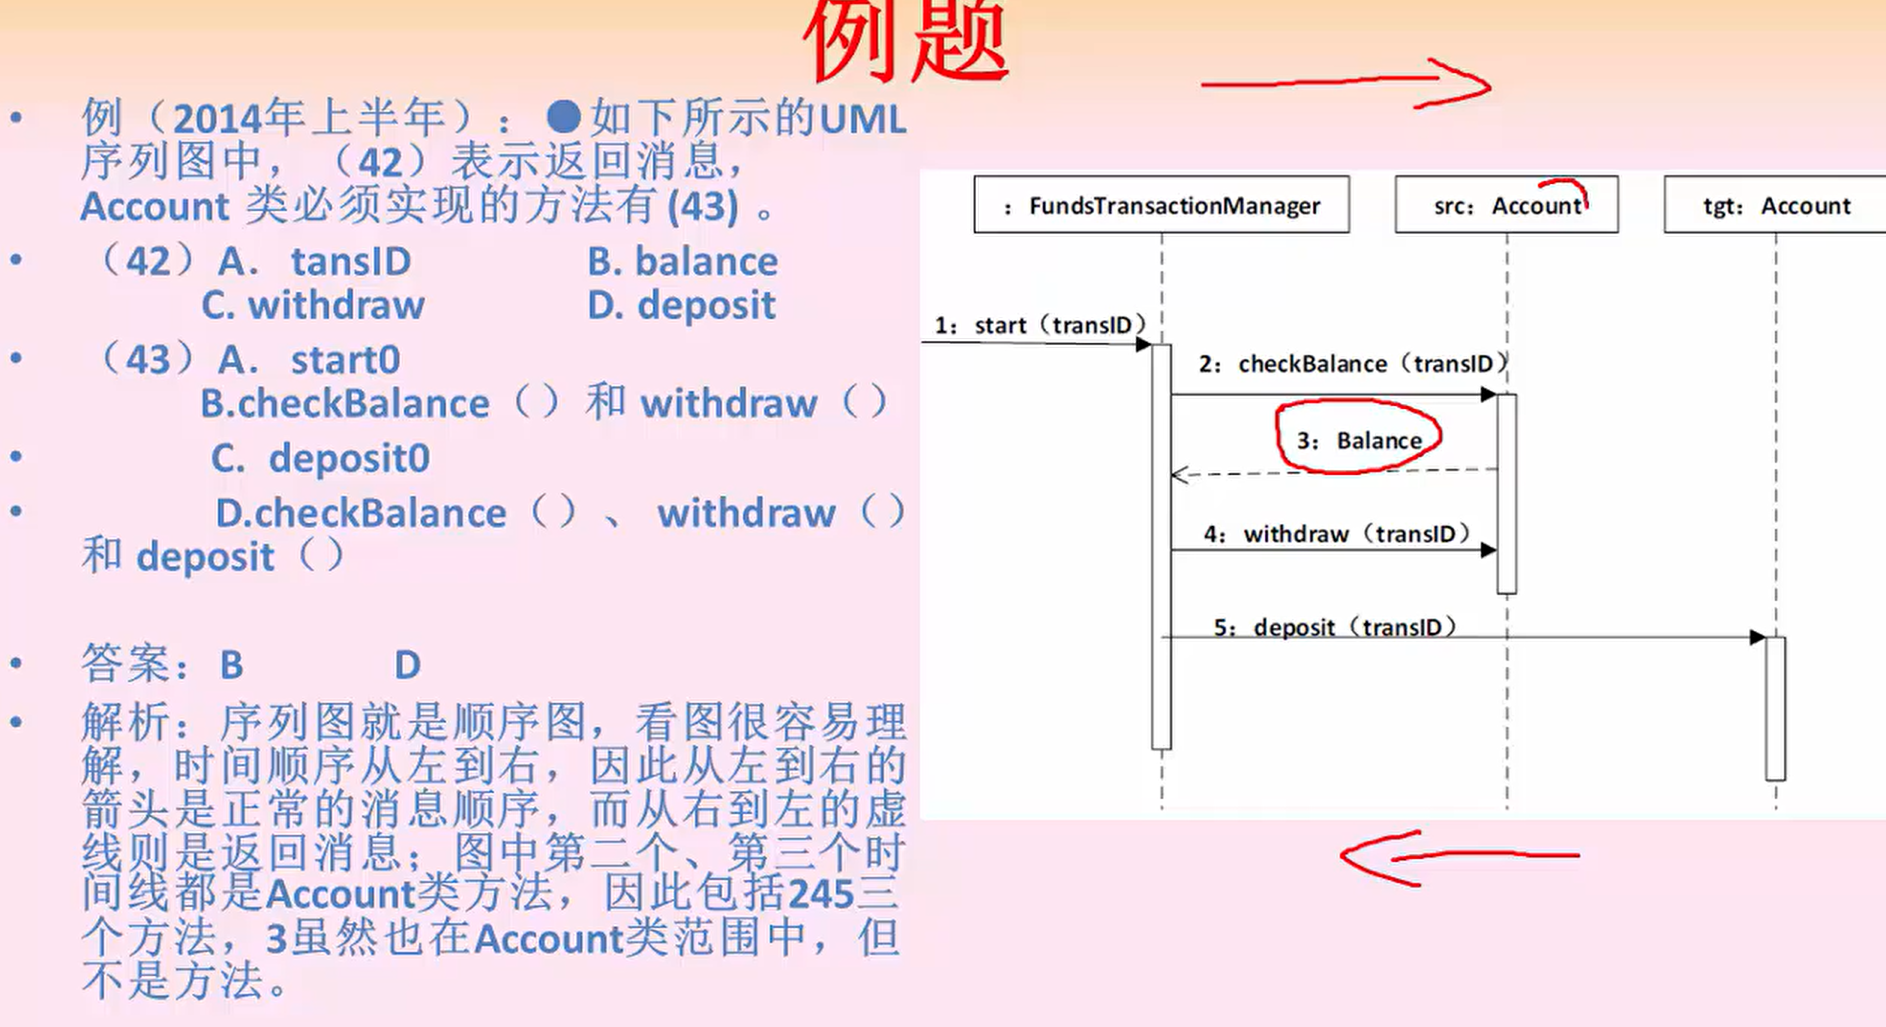 例题
例（2014年上半年）：●如下所示的UML
序列图中，（42）表示返回消息，
Account 类必须实现的方法有 (43) 。
（42）A. tansID B. balance
C. withdraw D. deposit
（43）A. start0
B.checkBalance（）和 withdraw（）
C. deposit0
D.checkBalance（）、 withdraw（）
和 deposit（）
答案：B D
解析：序列图就是顺序图，看图很容易理
解，时间顺序从左到右，因此从左到右的
箭头是正常的消息顺序，而从右到左的虚
线则是返回消息；图中第二个、第三个时
间线都是Account类方法，因此包括245三
个方法，3虽然也在Account类范围中，但
不是方法。
：FundsTransactionManager
src：Account
tgt：Account
1：start（transID）
2：checkBalance（transID）
3：Balance
4：withdraw（transID）
5：deposit（transID）